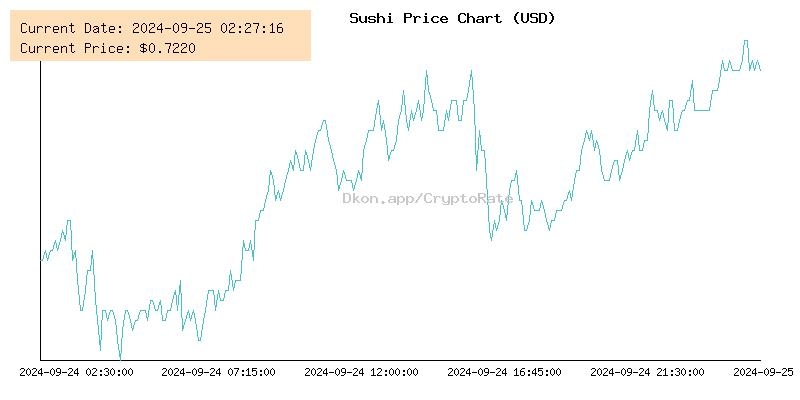 Sushi Price Chart (USD)
Current Date: 2024-09-25 02:27:16
Current Price: $0.7220
Dkon.app/CryptoRate
2024-09-24 02:30:00 2024-09-24 07:15:00 2024-09-24 12:00:00 2024-09-24 16:45:00 2024-09-24 21:30:00 2024-09-25